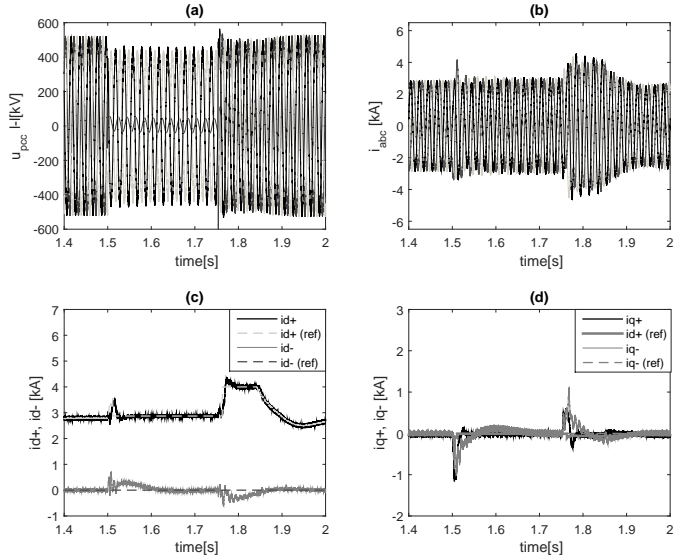 (a)
u_pcc l-l[kV]
600
400
200
0
-200
-400
-600
1.4 1.5 1.6 1.7 1.8 1.9 2
time[s]
(b)
i_abc [kA]
6
4
2
0
-2
-4
-6
1.4 1.5 1.6 1.7 1.8 1.9 2
time[s]
(c)
id+, id- [kA]
7
6
5
4
3
2
1
0
-1
1.4 1.5 1.6 1.7 1.8 1.9 2
time[s]
id+
id+ (ref)
id-
id- (ref)
(d)
iq+, iq- [kA]
3
2
1
0
-1
-2
1.4 1.5 1.6 1.7 1.8 1.9 2
time[s]
iq+
id+ (ref)
iq-
iq- (ref)